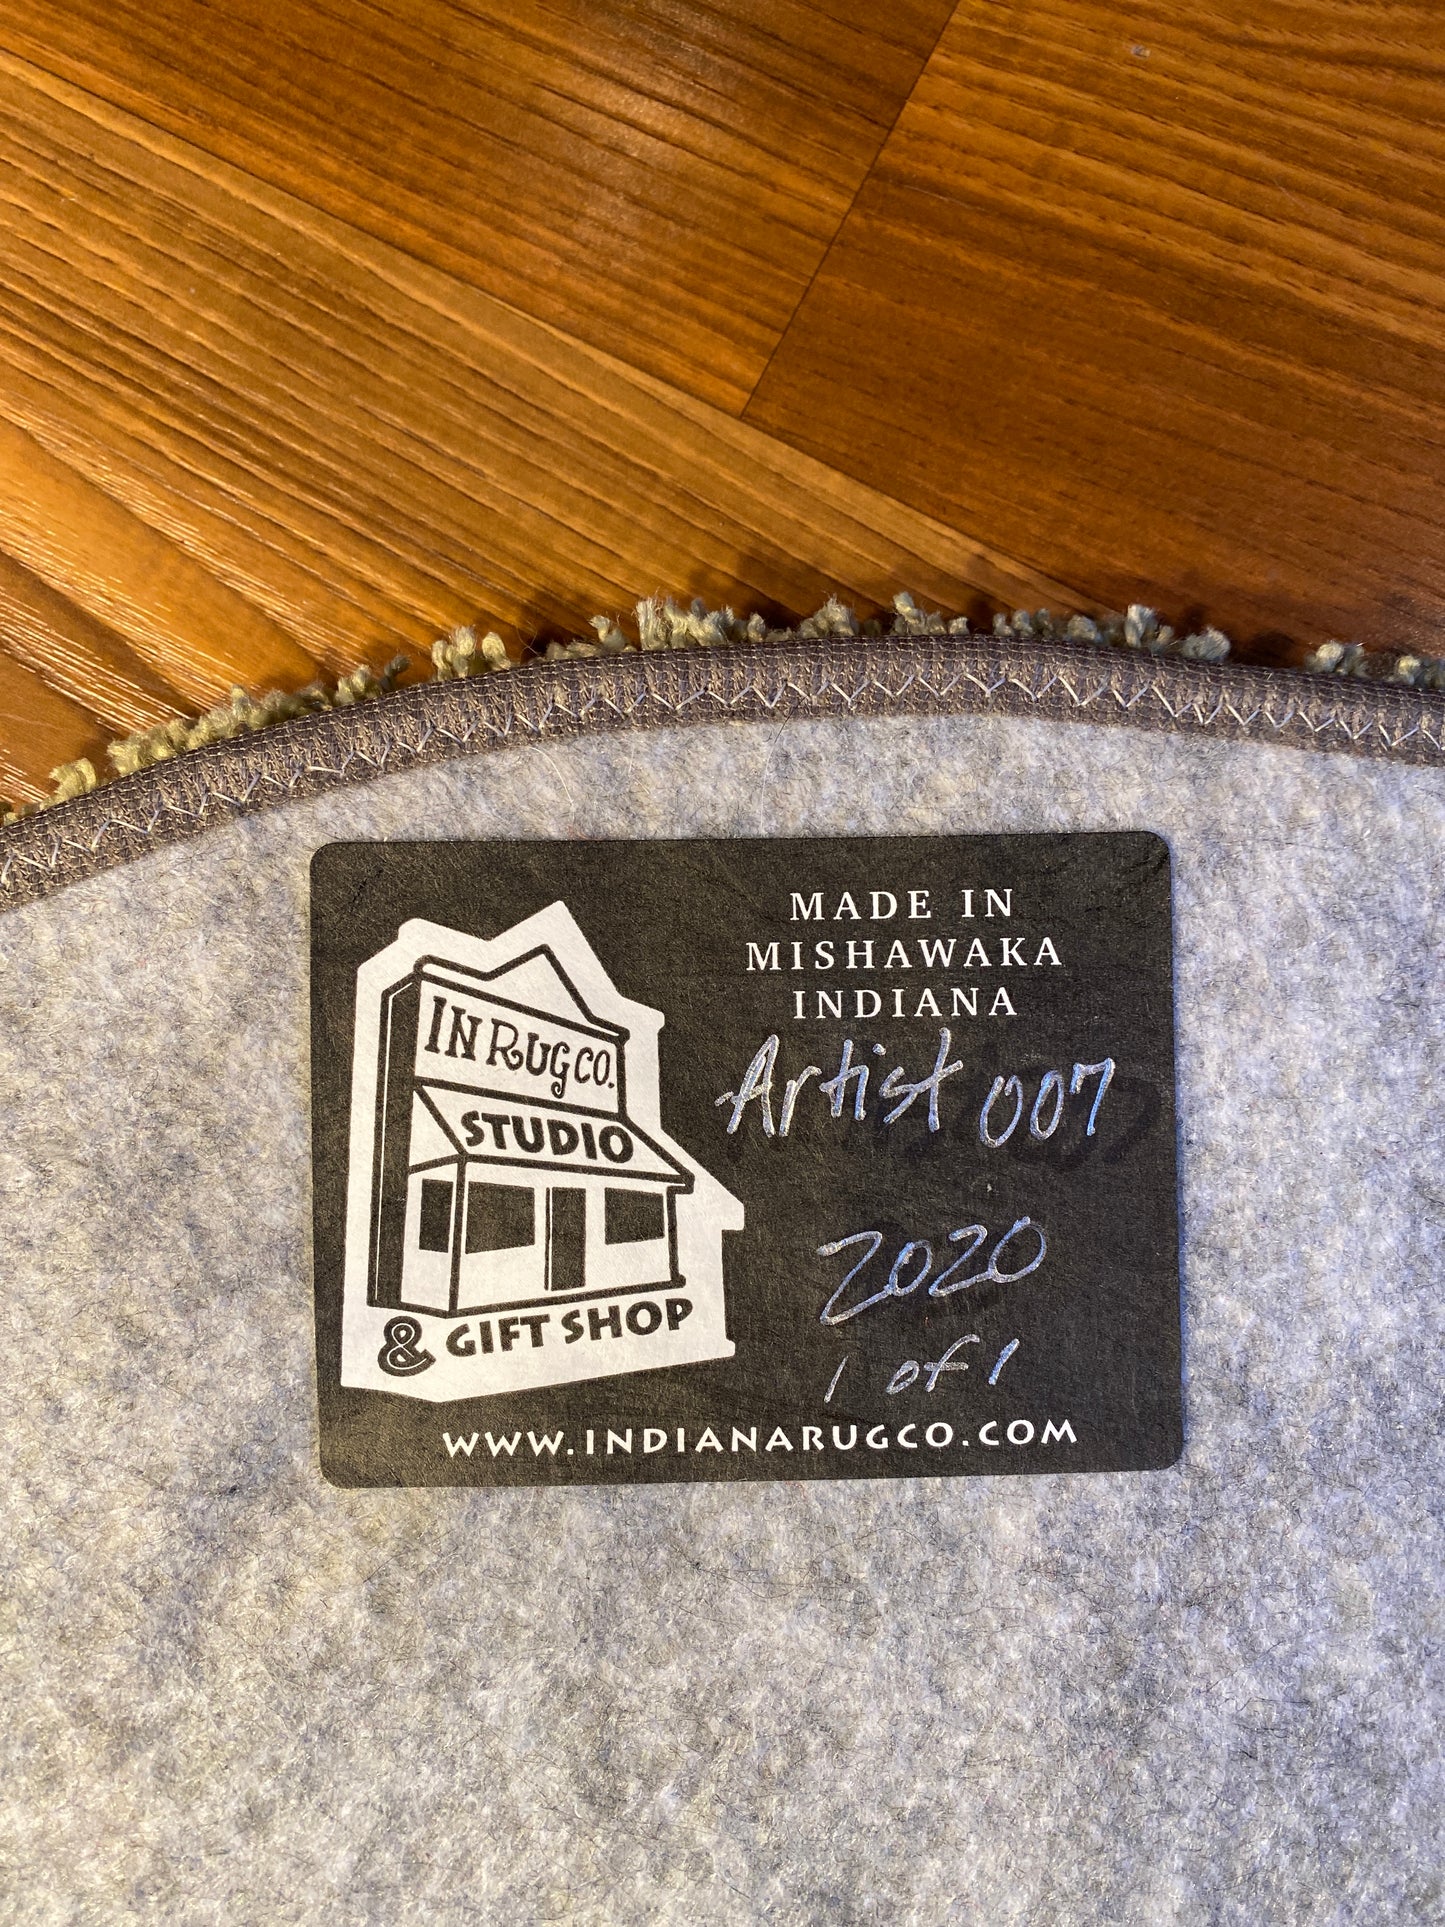 MADE IN
MISHAWAKA
INDIANA
Artist 007
2020
1 of 1
IN RUG CO.
STUDIO
& GIFT SHOP
WWW.INDIANARUGCO.COM